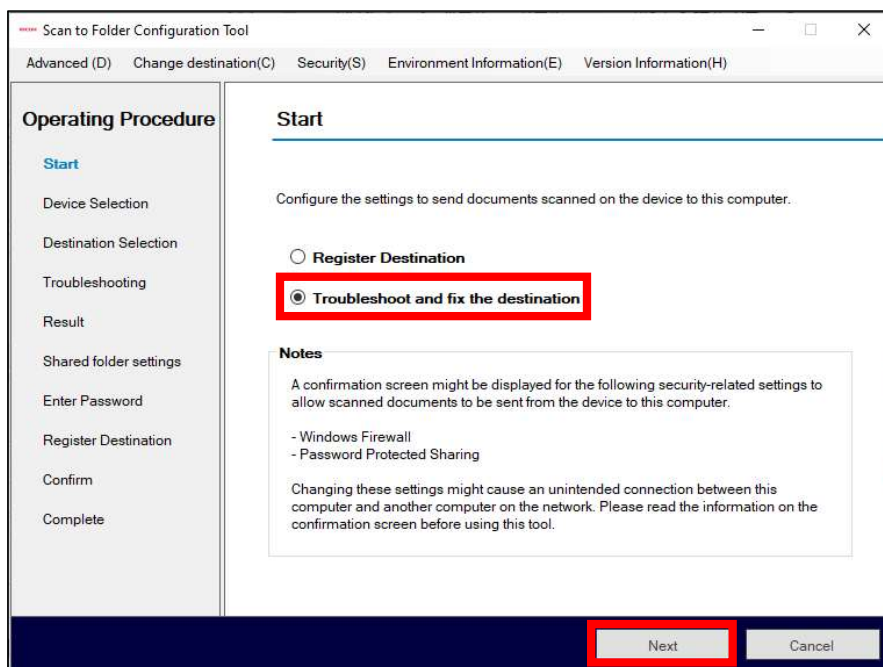 Scan to Folder Configuration Tool
Advanced (D) Change destination(C) Security(S) Environment Information(E) Version Information(H)
Operating Procedure
Start
Device Selection
Destination Selection
Troubleshooting
Result
Shared folder settings
Enter Password
Register Destination
Confirm
Complete
Start
Configure the settings to send documents scanned on the device to this computer.
Register Destination
Troubleshoot and fix the destination
Notes
A confirmation screen might be displayed for the following security-related settings to
allow scanned documents to be sent from the device to this computer.
- Windows Firewall
- Password Protected Sharing
Changing these settings might cause an unintended connection between this
computer and another computer on the network. Please read the information on the
confirmation screen before using this tool.
Next
Cancel